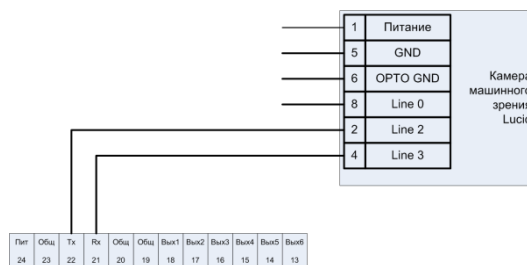 1 Питание
5 GND
6 OPTO GND
8 Line 0
2 Line 2
4 Line 3
Камера
машинного
зрения
Lucid
Пит Общ Tx Rx Общ Общ Вых1 Вых2 Вых3 Вых4 Вых5 Вых6
24 23 22 21 20 19 18 17 16 15 14 13